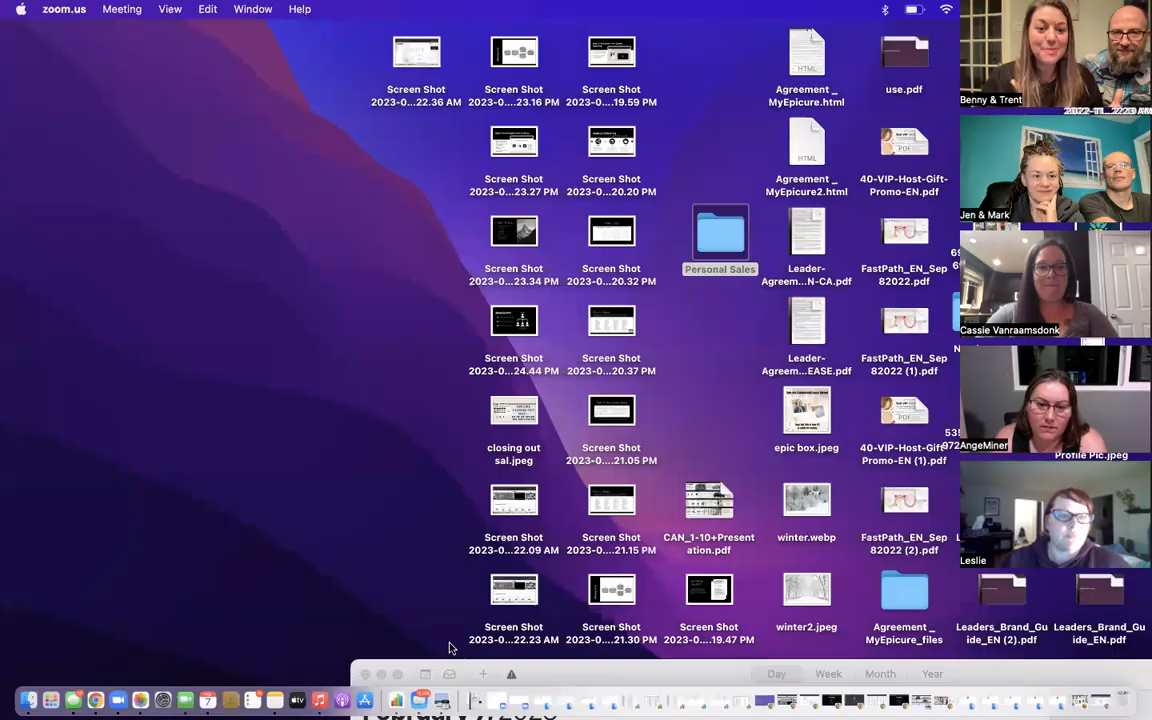 zoom.us Meeting View Edit Window Help
Screen Shot
2023-0...22.36 AM
Screen Shot
2023-0....23.16 PM
Screen Shot
2023-0....19.59 PM
HTML
Agreement _
MyEpicure.html
use.pdf
Benny & Trent
Screen Shot
2023-0...23.27 PM
Screen Shot
2023-0....20.20 PM
HTML
Agreement _
MyEpicure2.html
PDF
40-VIP-Host-Gift-
Promo-EN.pdf
Jen & Mark
Screen Shot
2023-0...23.34 PM
Screen Shot
2023-0....20.32 PM
Personal Sales
Leader-
Agreem...N-CA.pdf
FastPath_EN_Sep
82022.pdf
Cassie Vanraamsdonk
Screen Shot
2023-0...24.44 PM
Screen Shot
2023-0....20.37 PM
Leader-
Agreem...EASE.pdf
FastPath_EN_Sep
82022 (1).pdf
AngeMiner
Profile Pic.jpeg
closing out
sal.jpeg
Screen Shot
2023-0....21.05 PM
epic box.jpeg
40-VIP-Host-Gift-
Promo-EN (1).pdf
Screen Shot
2023-0...22.09 AM
Screen Shot
2023-0....21.15 PM
CAN_1-10+Present
ation.pdf
winter.webp
FastPath_EN_Sep
82022 (2).pdf
Leslie
Screen Shot
2023-0...22.23 AM
Screen Shot
2023-0....21.30 PM
Screen Shot
2023-0....19.47 PM
winter2.jpeg
Agreement _
MyEpicure_files
Leaders_Brand_Gu
ide_EN (2).pdf
Leaders_Brand_Gu
ide_EN.pdf
Day Week Month Year